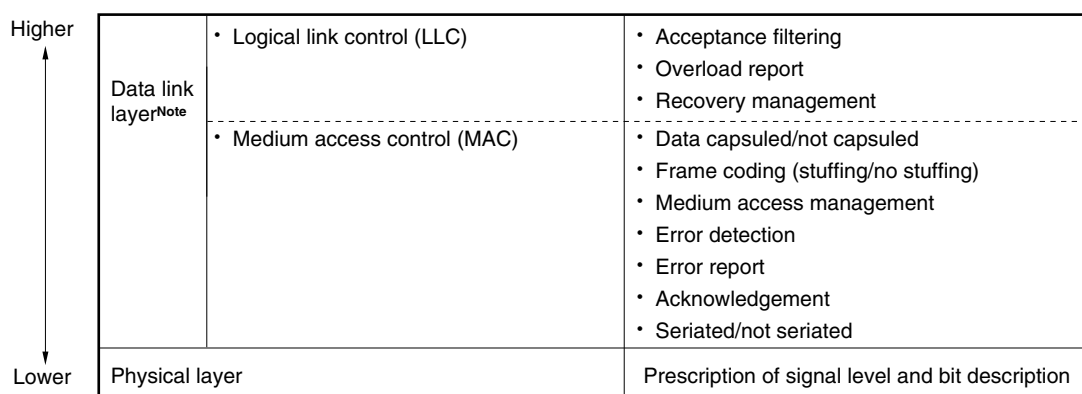 Higher
Data link
layerNote
• Logical link control (LLC)
• Acceptance filtering
• Overload report
• Recovery management
• Medium access control (MAC)
• Data capsuled/not capsuled
• Frame coding (stuffing/no stuffing)
• Medium access management
• Error detection
• Error report
• Acknowledgement
• Seriated/not seriated
Lower
Physical layer
Prescription of signal level and bit description